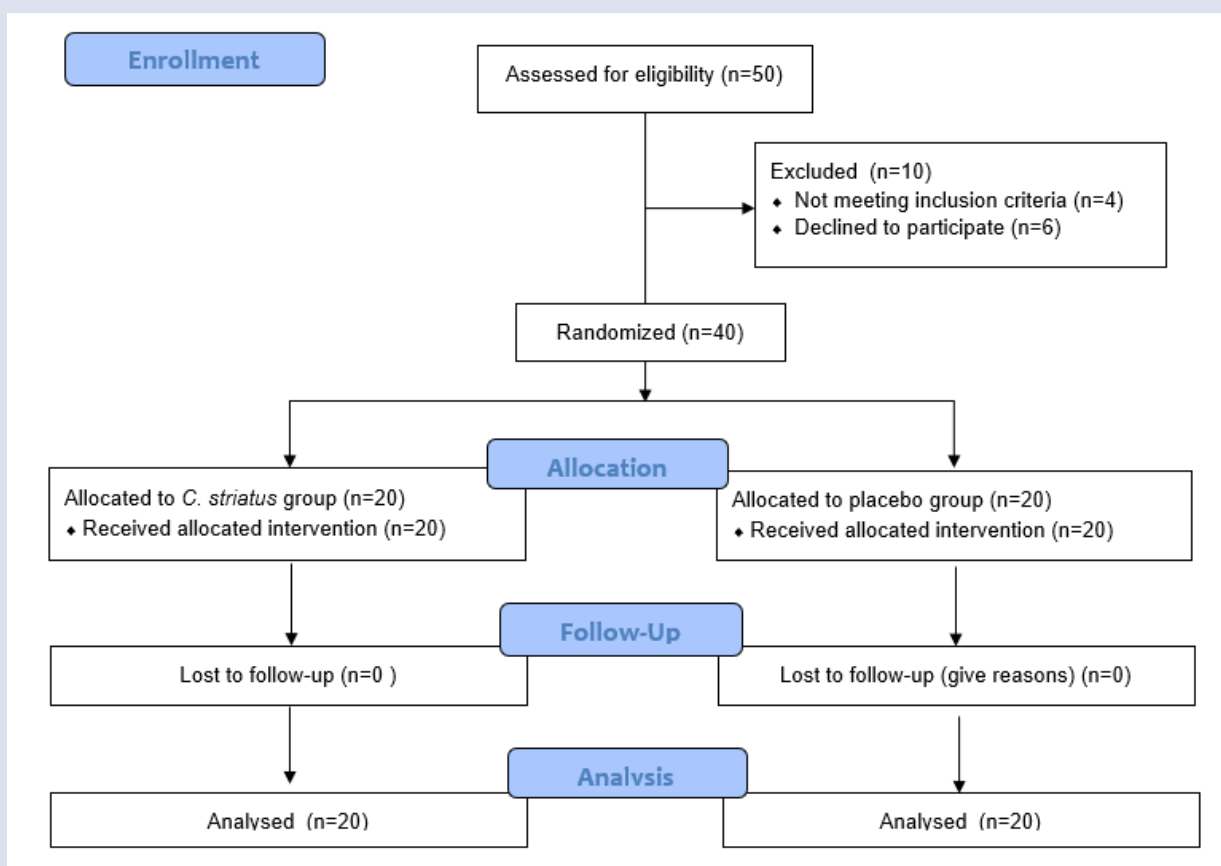 Enrollment
Assessed for eligibility (n=50)
Excluded (n=10)
⬥ Not meeting inclusion criteria (n=4)
⬥ Declined to participate (n=6)
Randomized (n=40)
Allocation
Allocated to C. striatus group (n=20)
⬥ Received allocated intervention (n=20)
Allocated to placebo group (n=20)
⬥ Received allocated intervention (n=20)
Follow-Up
Lost to follow-up (n=0 )
Lost to follow-up (give reasons) (n=0)
Analysis
Analysed (n=20)
Analysed (n=20)